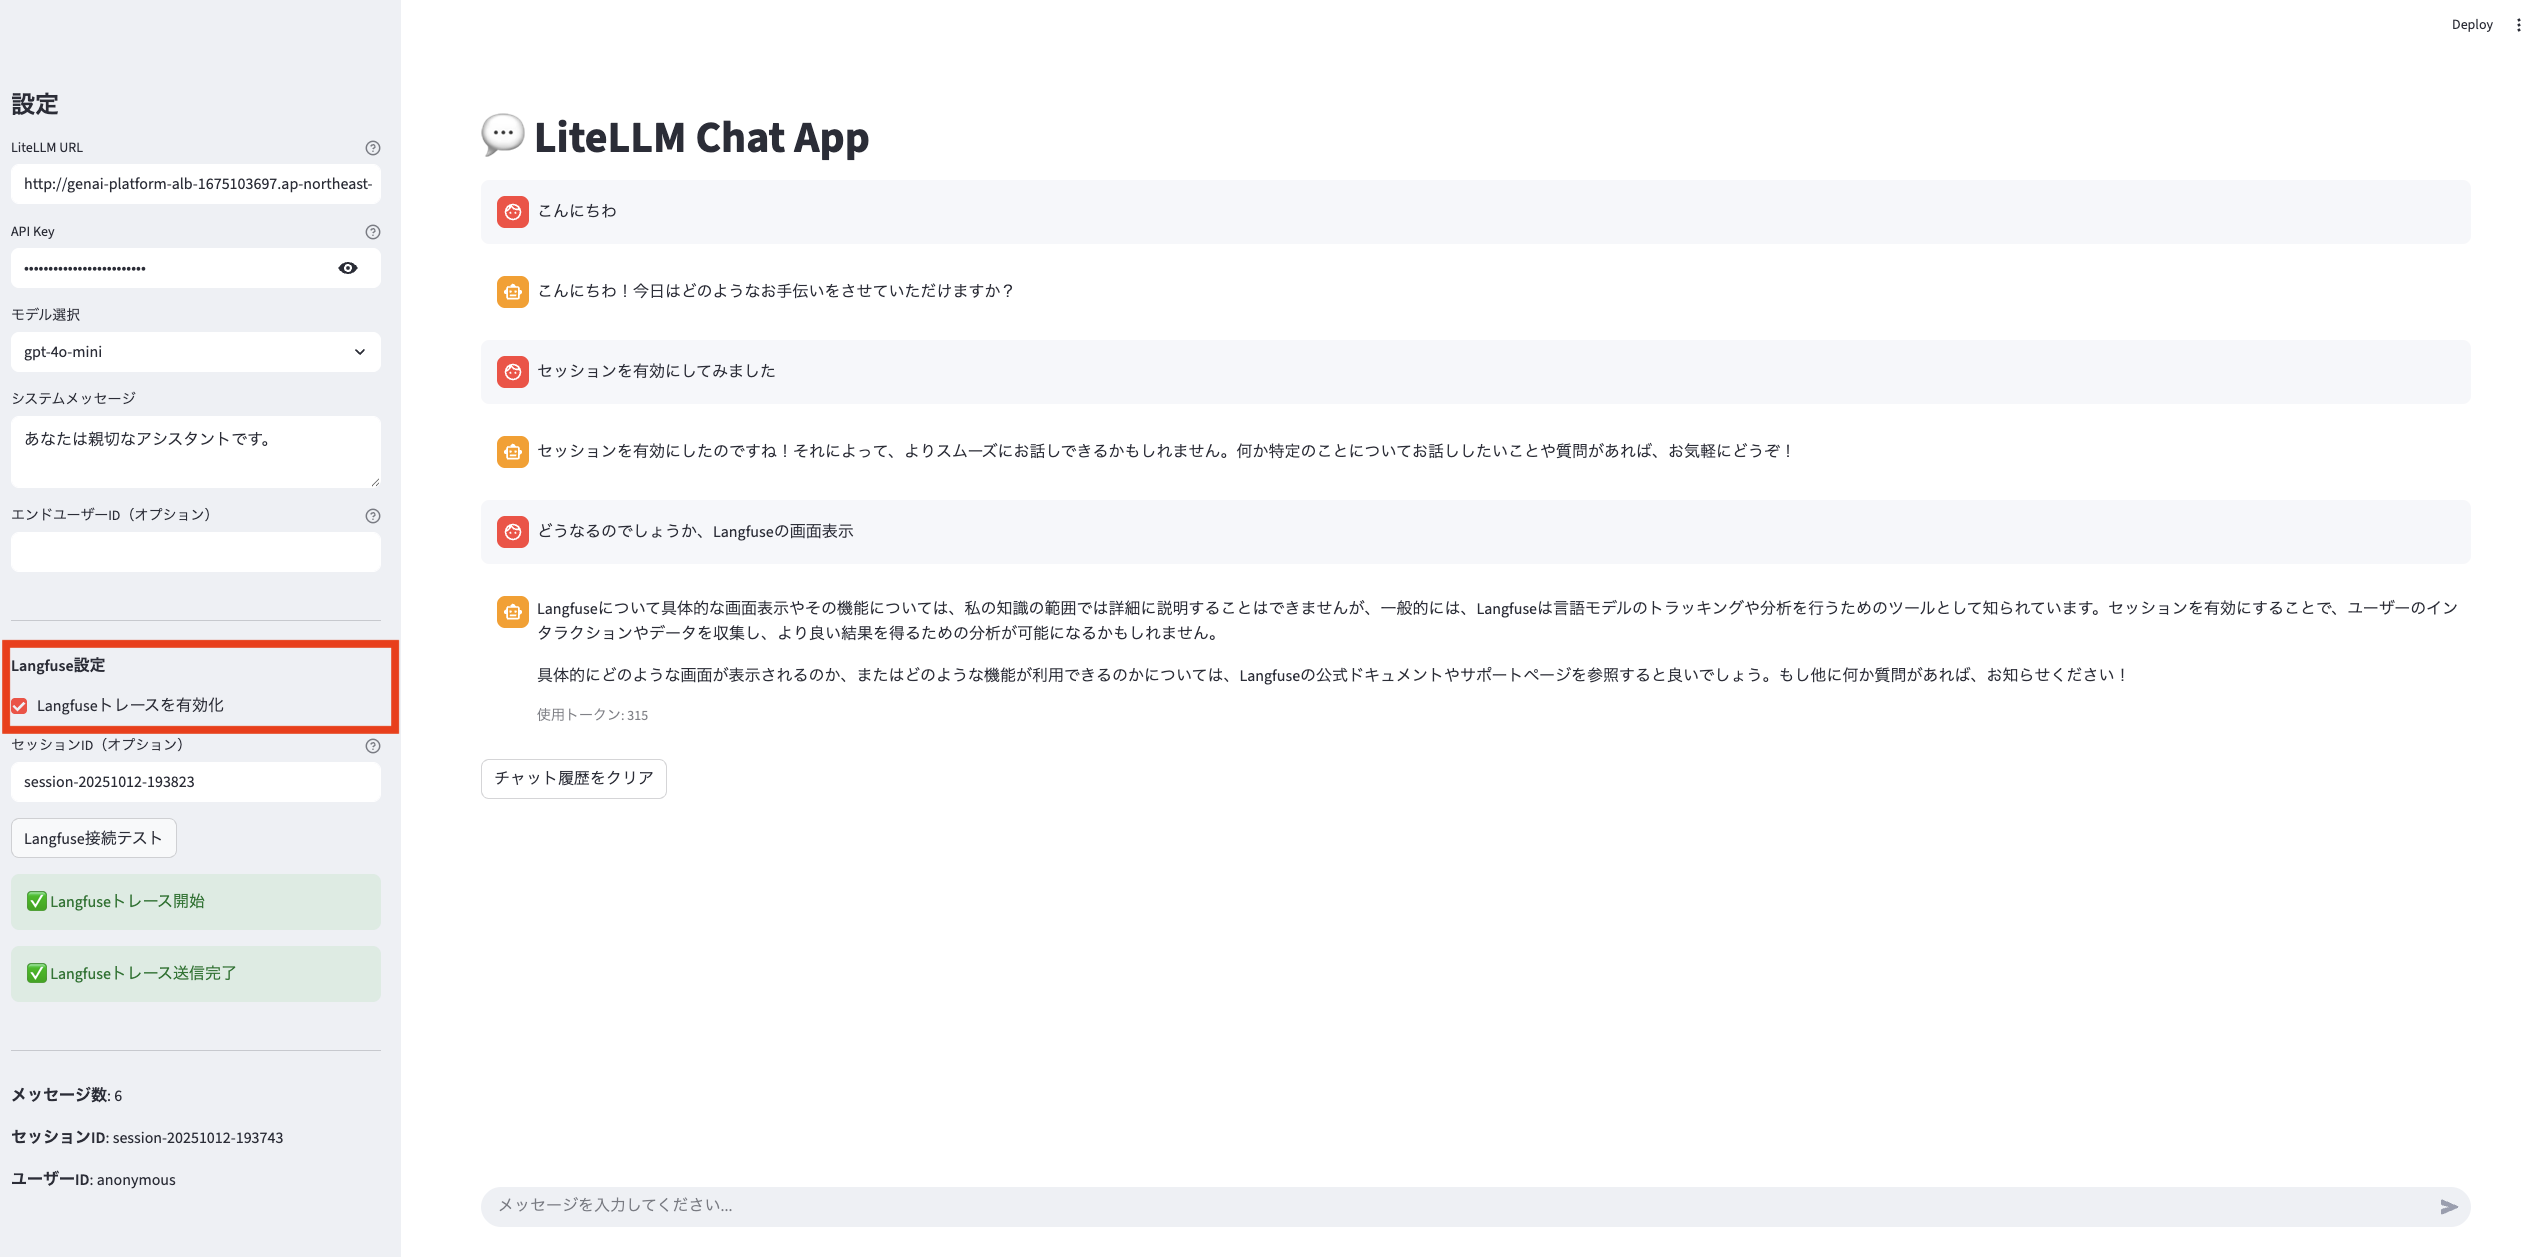 Deploy
設定
LiteLLM URL
http://genai-platform-alb-1675103697.ap-northeast-
API Key
•••••••••••••••••••••••••
モデル選択
gpt-4o-mini
システムメッセージ
あなたは親切なアシスタントです。
エンドユーザーID（オプション）
Langfuse設定
Langfuseトレースを有効化
セッションID（オプション）
session-20251012-193823
Langfuse接続テスト
✅ Langfuseトレース開始
✅ Langfuseトレース送信完了
メッセージ数: 6
セッションID: session-20251012-193743
ユーザーID: anonymous
💬 LiteLLM Chat App
こんにちわ
こんにちわ！今日はどのようなお手伝いをさせていただけますか？
セッションを有効にしてみました
セッションを有効にしたのですね！それによって、よりスムーズにお話しできるかもしれません。何か特定のことについてお話ししたいことや質問があれば、お気軽にどうぞ！
どうなるのでしょうか、Langfuseの画面表示
Langfuseについて具体的な画面表示やその機能については、私の知識の範囲では詳細に説明することはできませんが、一般的には、Langfuseは言語モデルのトラッキングや分析を行うためのツールとして知られています。セッションを有効にすることで、ユーザーのイン
タラクションやデータを収集し、より良い結果を得るための分析が可能になるかもしれません。
具体的にどのような画面が表示されるのか、またはどのような機能が利用できるのかについては、Langfuseの公式ドキュメントやサポートページを参照すると良いでしょう。もし他に何か質問があれば、お知らせください！
使用トークン: 315
チャット履歴をクリア
メッセージを入力してください...